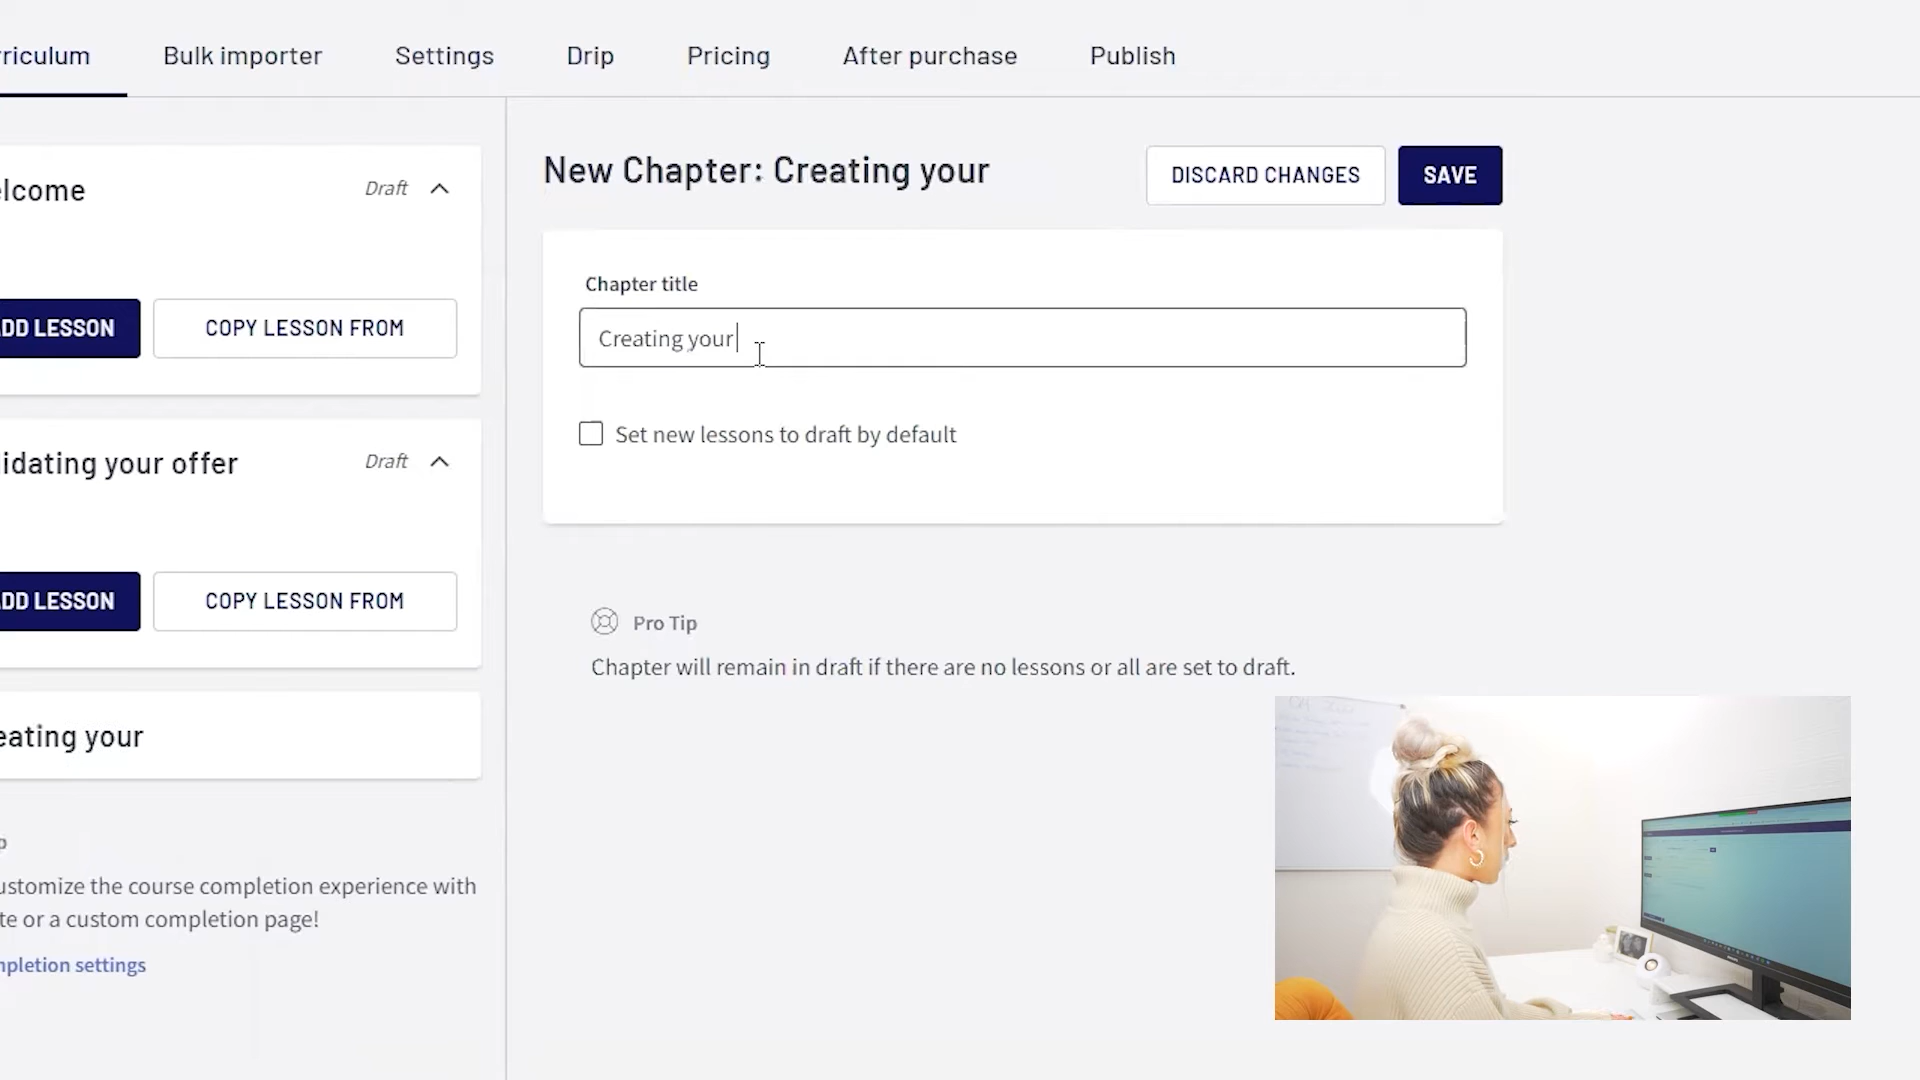 riculum Bulk importer Settings Drip Pricing After purchase Publish
elcome Draft
DD LESSON COPY LESSON FROM
idating your offer Draft
DD LESSON COPY LESSON FROM
eating your
p
ustomize the course completion experience with
te or a custom completion page!
npletion settings
New Chapter: Creating your DISCARD CHANGES SAVE
Chapter title
Creating your
Set new lessons to draft by default
Pro Tip
Chapter will remain in draft if there are no lessons or all are set to draft.